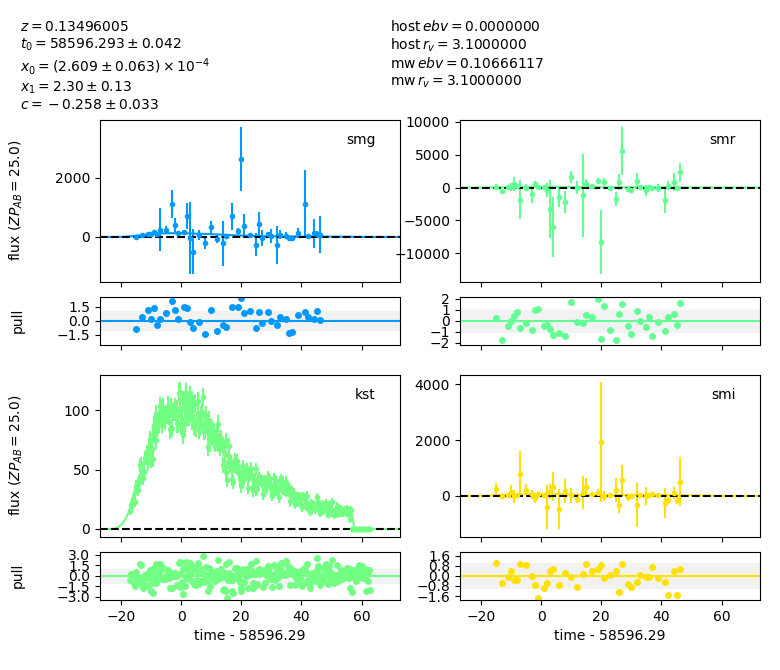 z = 0.13496005
t₀ = 58596.293 ± 0.042
x₀ = (2.609 ± 0.063) × 10⁻⁴
x₁ = 2.30 ± 0.13
c = −0.258 ± 0.033
host ebv = 0.0000000
host r_v = 3.1000000
mw ebv = 0.10666117
mw r_v = 3.1000000
smg
flux (ZP_AB = 25.0)
2000
0
smr
10000
5000
0
−5000
−10000
pull
1.5
0.0
−1.5
2
1
0
−1
−2
kst
flux (ZP_AB = 25.0)
100
50
0
smi
4000
2000
0
pull
3.0
1.5
0.0
−1.5
−3.0
−20 0 20 40 60
time - 58596.29
1.6
0.8
0.0
−0.8
−1.6
−20 0 20 40 60
time - 58596.29